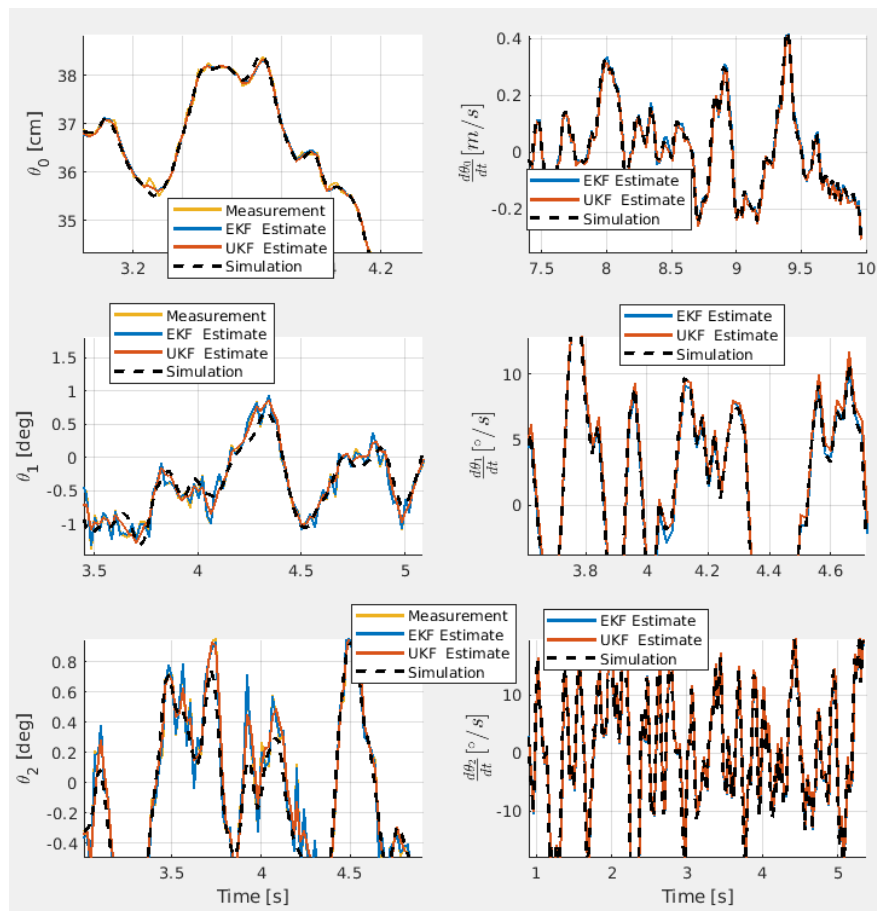 38
37
36
35
θ0 [cm]
Measurement
EKF Estimate
UKF Estimate
Simulation
3.2
4.2
0.4
0.2
0
-0.2
dθ0/dt [m/s]
EKF Estimate
UKF Estimate
Simulation
7.5 8 8.5 9 9.5 10
Measurement
EKF Estimate
UKF Estimate
Simulation
1.5
1
0.5
0
-0.5
-1
θ1 [deg]
3.5 4 4.5 5
EKF Estimate
UKF Estimate
Simulation
10
5
0
dθ1/dt [°/s]
3.8 4 4.2 4.4 4.6
Measurement
EKF Estimate
UKF Estimate
Simulation
0.8
0.6
0.4
0.2
0
-0.2
-0.4
θ2 [deg]
3.5 4 4.5
Time [s]
EKF Estimate
UKF Estimate
Simulation
10
0
-10
dθ2/dt [°/s]
1 2 3 4 5
Time [s]